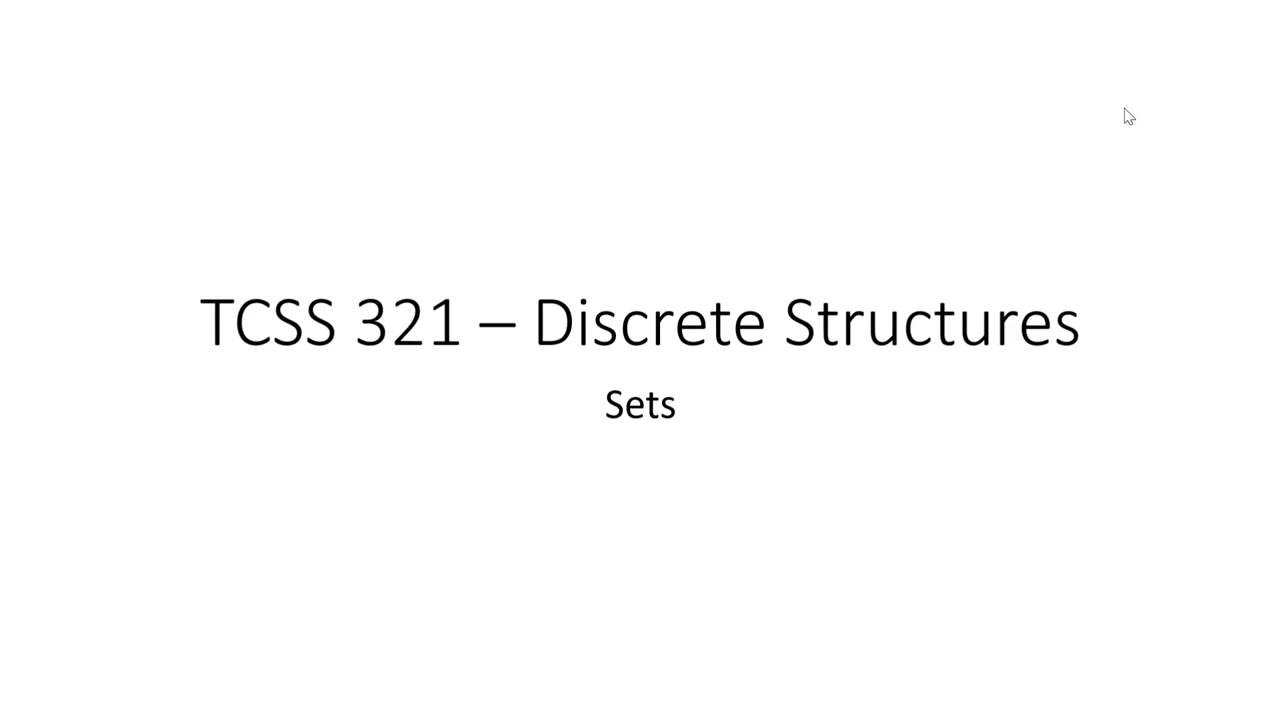 TCSS 321 – Discrete Structures
Sets